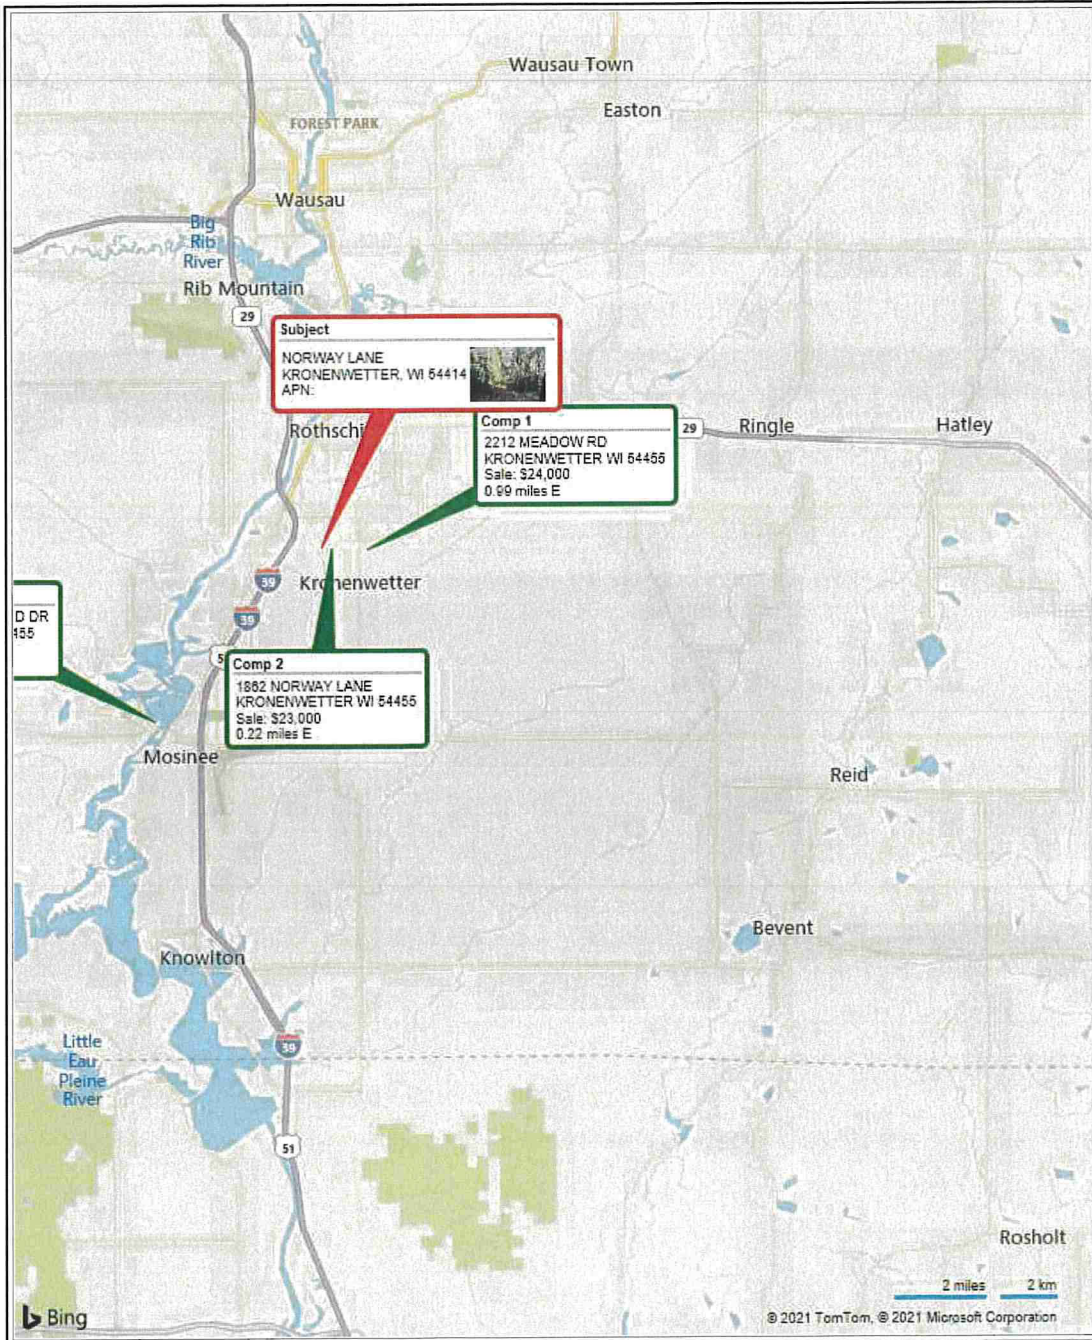 Wausau Town
Easton
FOREST PARK
Wausau
Big
Rib
River
Rib Mountain
29
Subject
NORWAY LANE
KRONENWETTER, WI 54414
APN:
Rothschi
Comp 1
2212 MEADOW RD
KRONENWETTER WI 54455
Sale: $24,000
0.99 miles E
29
Ringle
Hatley
39
Kronenwetter
39
D DR
455
5
Comp 2
1862 NORWAY LANE
KRONENWETTER WI 54455
Sale: $23,000
0.22 miles E
Mosinee
Reid
Bevent
Knowlton
39
Little
Eau
Pleine
River
51
Rosholt
2 miles 2 km
Bing
© 2021 TomTom, © 2021 Microsoft Corporation